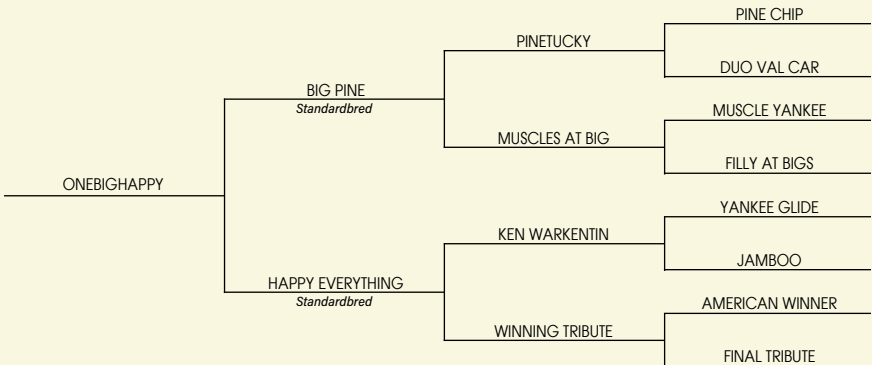 PINE CHIP
PINETUCKY
DUO VAL CAR
BIG PINE
Standardbred
MUSCLE YANKEE
MUSCLES AT BIG
FILLY AT BIGS
ONEBIGHAPPY
YANKEE GLIDE
KEN WARKENTIN
JAMBOO
HAPPY EVERYTHING
Standardbred
AMERICAN WINNER
WINNING TRIBUTE
FINAL TRIBUTE